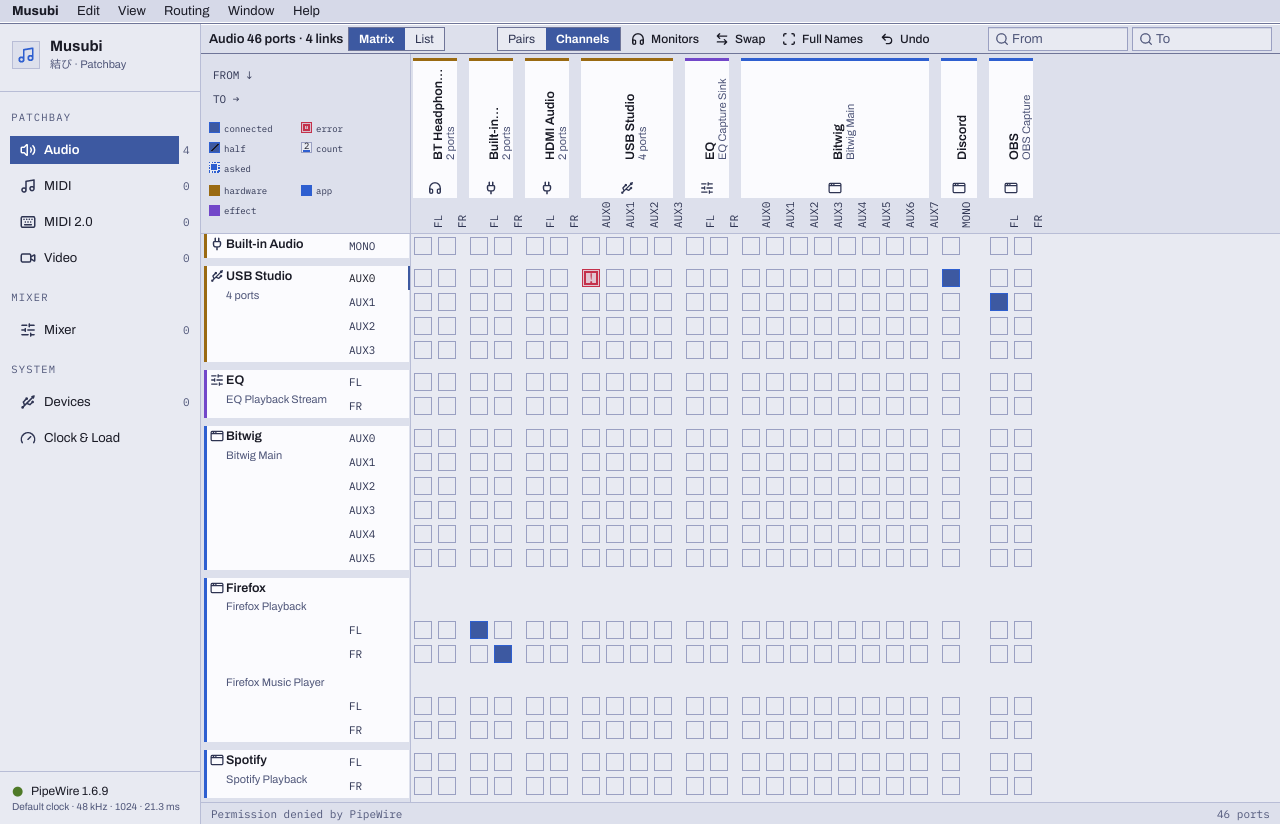 Musubi Edit View Routing Window Help
Musubi
結び · Patchbay
PATCHBAY
Audio 4
MIDI 0
MIDI 2.0 0
Video 0
MIXER
Mixer 0
SYSTEM
Devices 0
Clock & Load
PipeWire 1.6.9
Default clock · 48 kHz · 1024 · 21.3 ms
Audio 46 ports · 4 links Matrix List Pairs Channels Monitors Swap Full Names Undo From To
FROM ↓
TO →
connected error
half 2 count
asked
hardware app
effect
BT Headphon…
2 ports
Built-in…
2 ports
HDMI Audio
2 ports
USB Studio
4 ports
EQ
EQ Capture Sink
Bitwig
Bitwig Main
Discord
OBS
OBS Capture
FL FR FL FR FL FR AUX0 AUX1 AUX2 AUX3 FL FR AUX0 AUX1 AUX2 AUX3 AUX4 AUX5 AUX6 AUX7 MONO FL FR
Built-in Audio MONO
USB Studio AUX0 !
4 ports
AUX1
AUX2
AUX3
EQ FL
EQ Playback Stream FR
Bitwig AUX0
Bitwig Main
AUX1
AUX2
AUX3
AUX4
AUX5
Firefox
Firefox Playback
FL
FR
Firefox Music Player
FL
FR
Spotify FL
Spotify Playback FR
Permission denied by PipeWire 46 ports